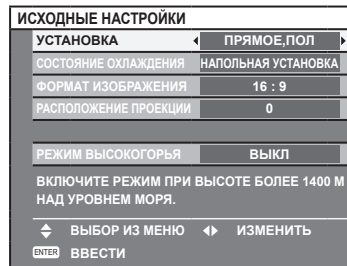 ИСХОДНЫЕ НАСТРОЙКИ
УСТАНОВКА ПРЯМОЕ,ПОЛ
СОСТОЯНИЕ ОХЛАЖДЕНИЯ НАПОЛЬНАЯ УСТАНОВКА
ФОРМАТ ИЗОБРАЖЕНИЯ 16 : 9
РАСПОЛОЖЕНИЕ ПРОЕКЦИИ 0
РЕЖИМ ВЫСОКОГОРЬЯ ВЫКЛ
ВКЛЮЧИТЕ РЕЖИМ ПРИ ВЫСОТЕ БОЛЕЕ 1400 М
НАД УРОВНЕМ МОРЯ.
ВЫБОР ИЗ МЕНЮ ИЗМЕНИТЬ
ENTER ВВЕСТИ